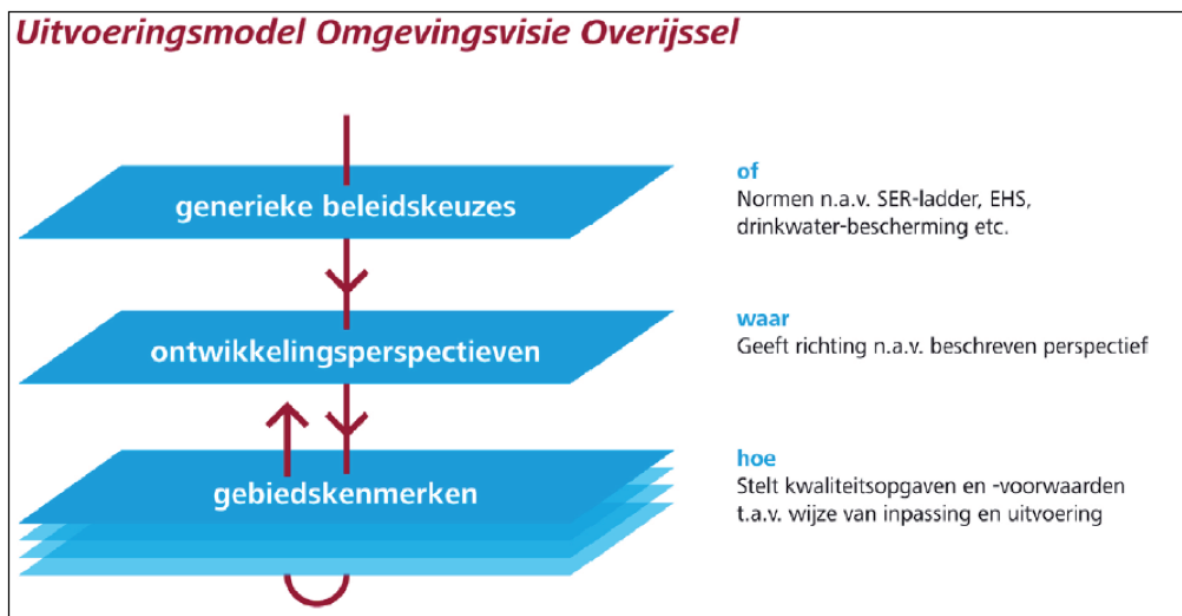 Uitvoeringsmodel Omgevingsvisie Overijssel
generieke beleidskeuzes
of
Normen n.a.v. SER-ladder, EHS,
drinkwater-bescherming etc.
ontwikkelingsperspectieven
waar
Geeft richting n.a.v. beschreven perspectief
gebiedskenmerken
hoe
Stelt kwaliteitsopgaven en -voorwaarden
t.a.v. wijze van inpassing en uitvoering